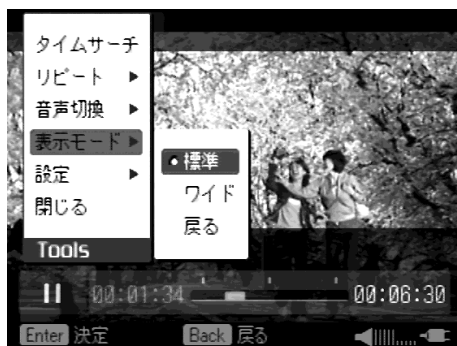 タイムサーチ
リピート
音声切換
表示モード
設定
閉じる
Tools
標準
ワイド
戻る
00:01:34
00:06:30
Enter 決定
Back 戻る